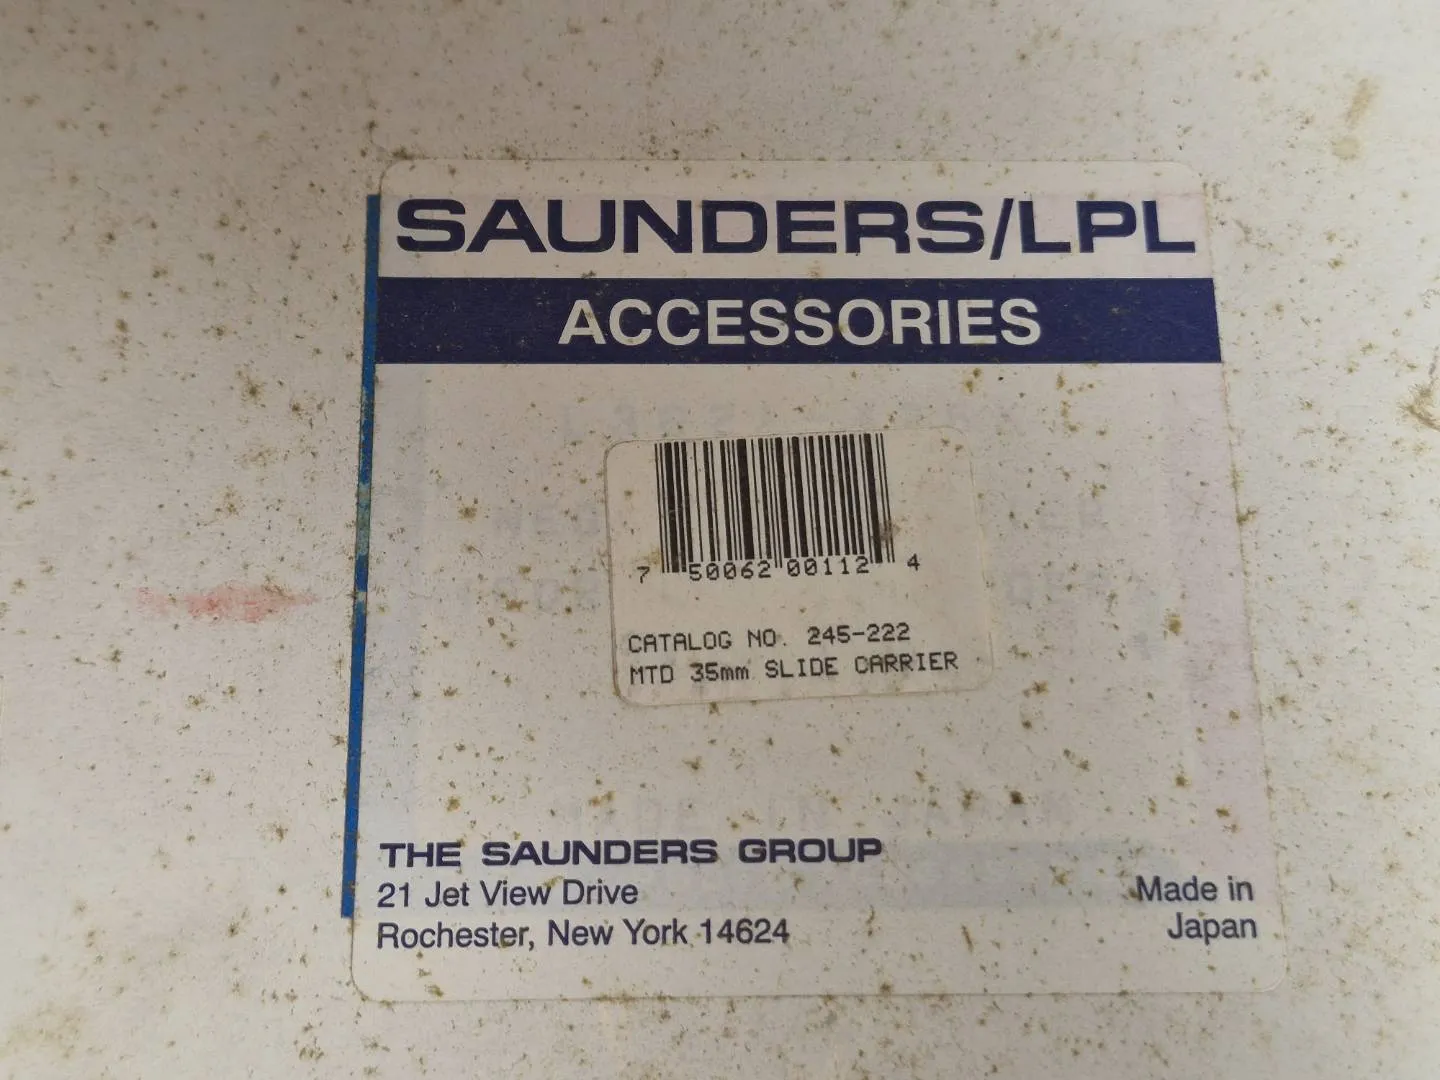 SAUNDERS/LPL
ACCESSORIES
7 50062 00112 4
CATALOG NO. 245-222
MTD 35mm SLIDE CARRIER
THE SAUNDERS GROUP
21 Jet View Drive
Rochester, New York 14624
Made in
Japan